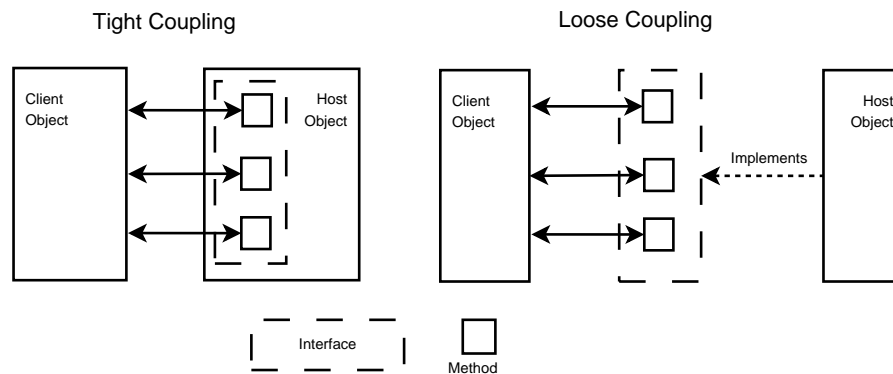 Tight Coupling
Loose Coupling
Client
Object
Host
Object
Client
Object
Implements
Host
Object
Interface
Method